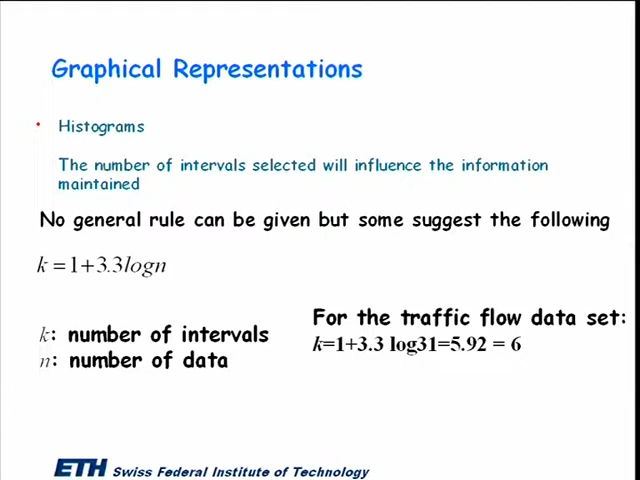 Graphical Representations
• Histograms
The number of intervals selected will influence the information
maintained
No general rule can be given but some suggest the following
k = 1+3.3logn
For the traffic flow data set:
k: number of intervals
k=1+3.3 log31=5.92 = 6
n: number of data
ETH Swiss Federal Institute of Technology